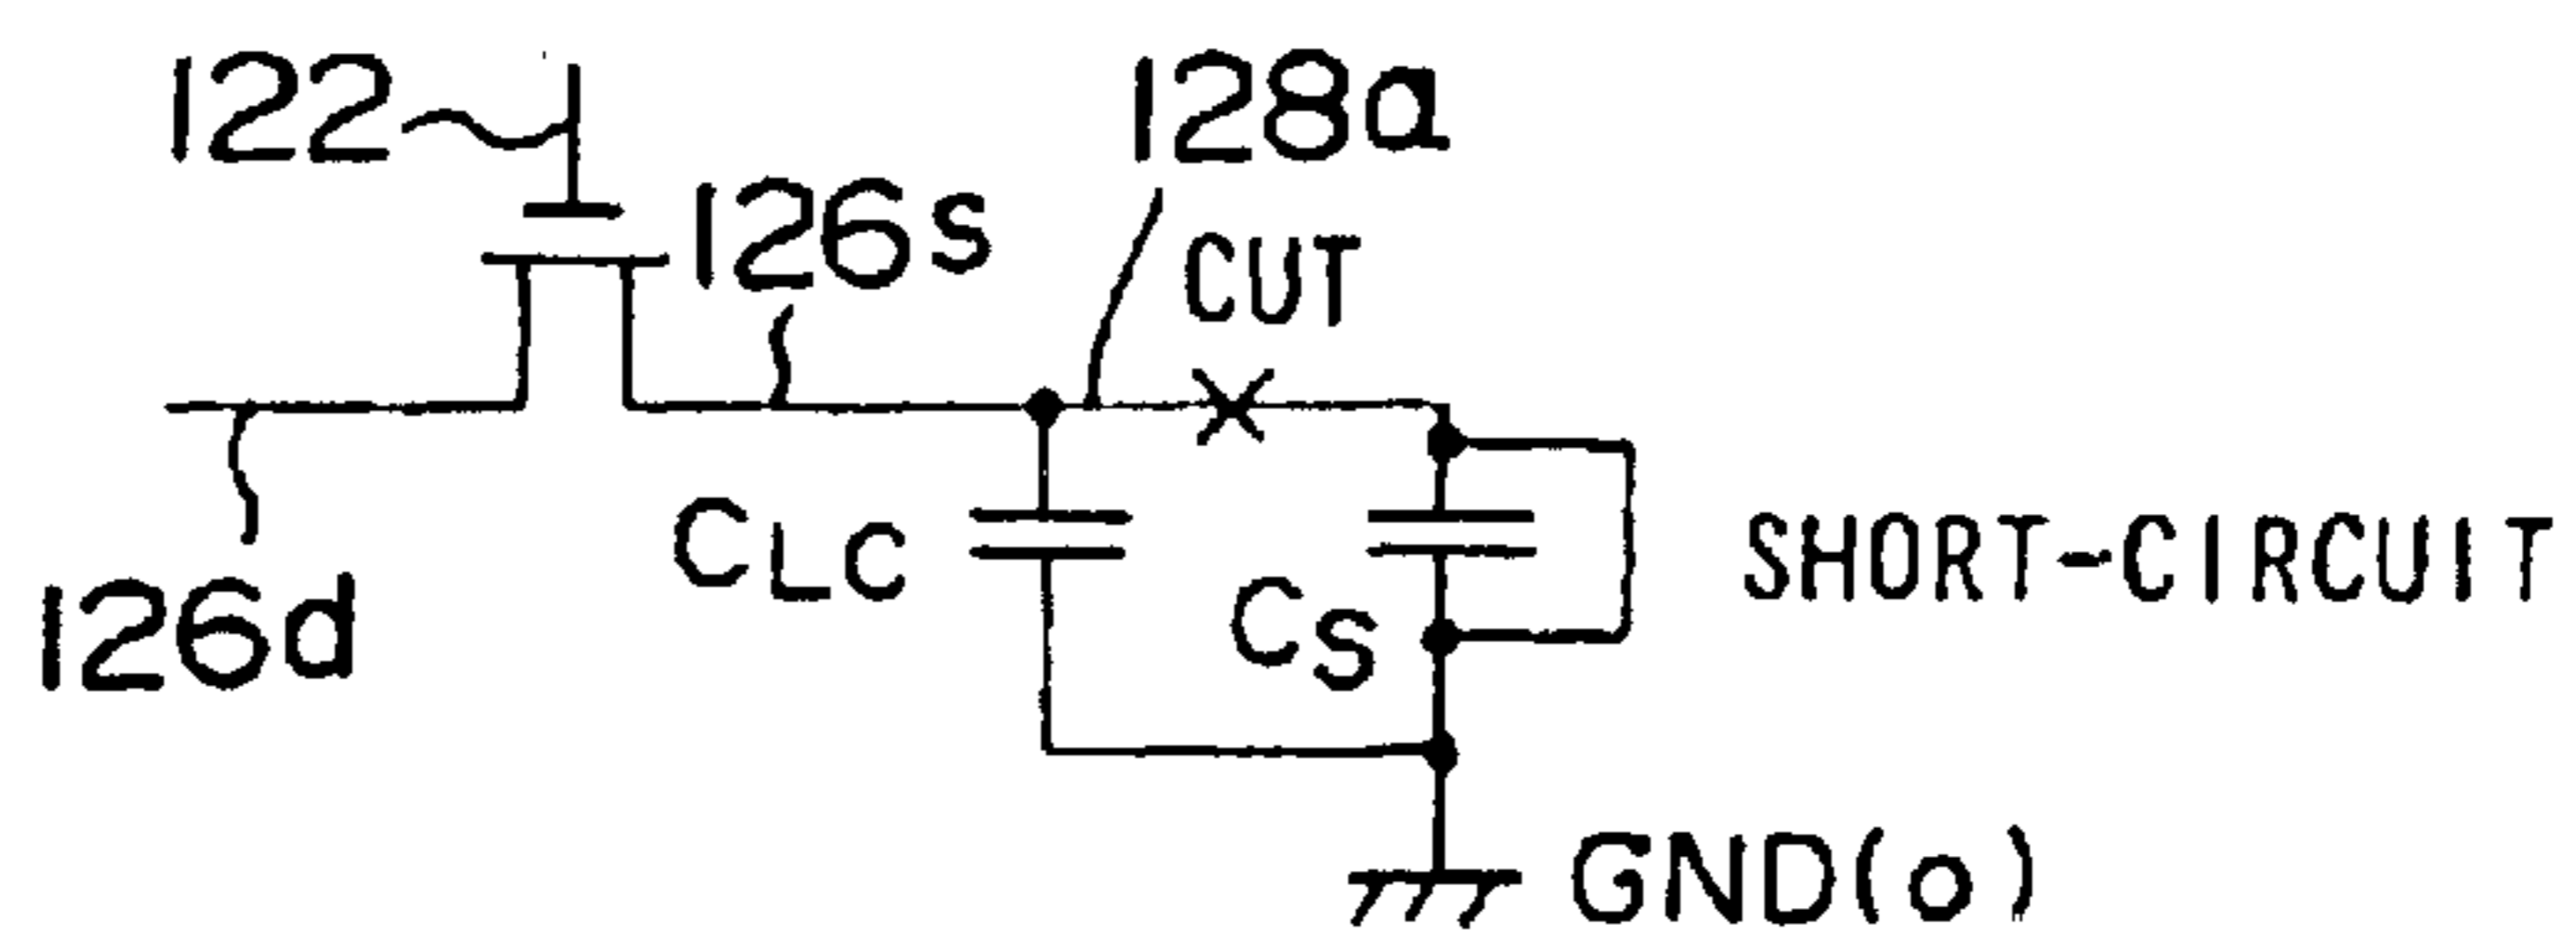 122
128a
126s
CUT
CLC
SHORT-CIRCUIT
126d
CS
GND(o)